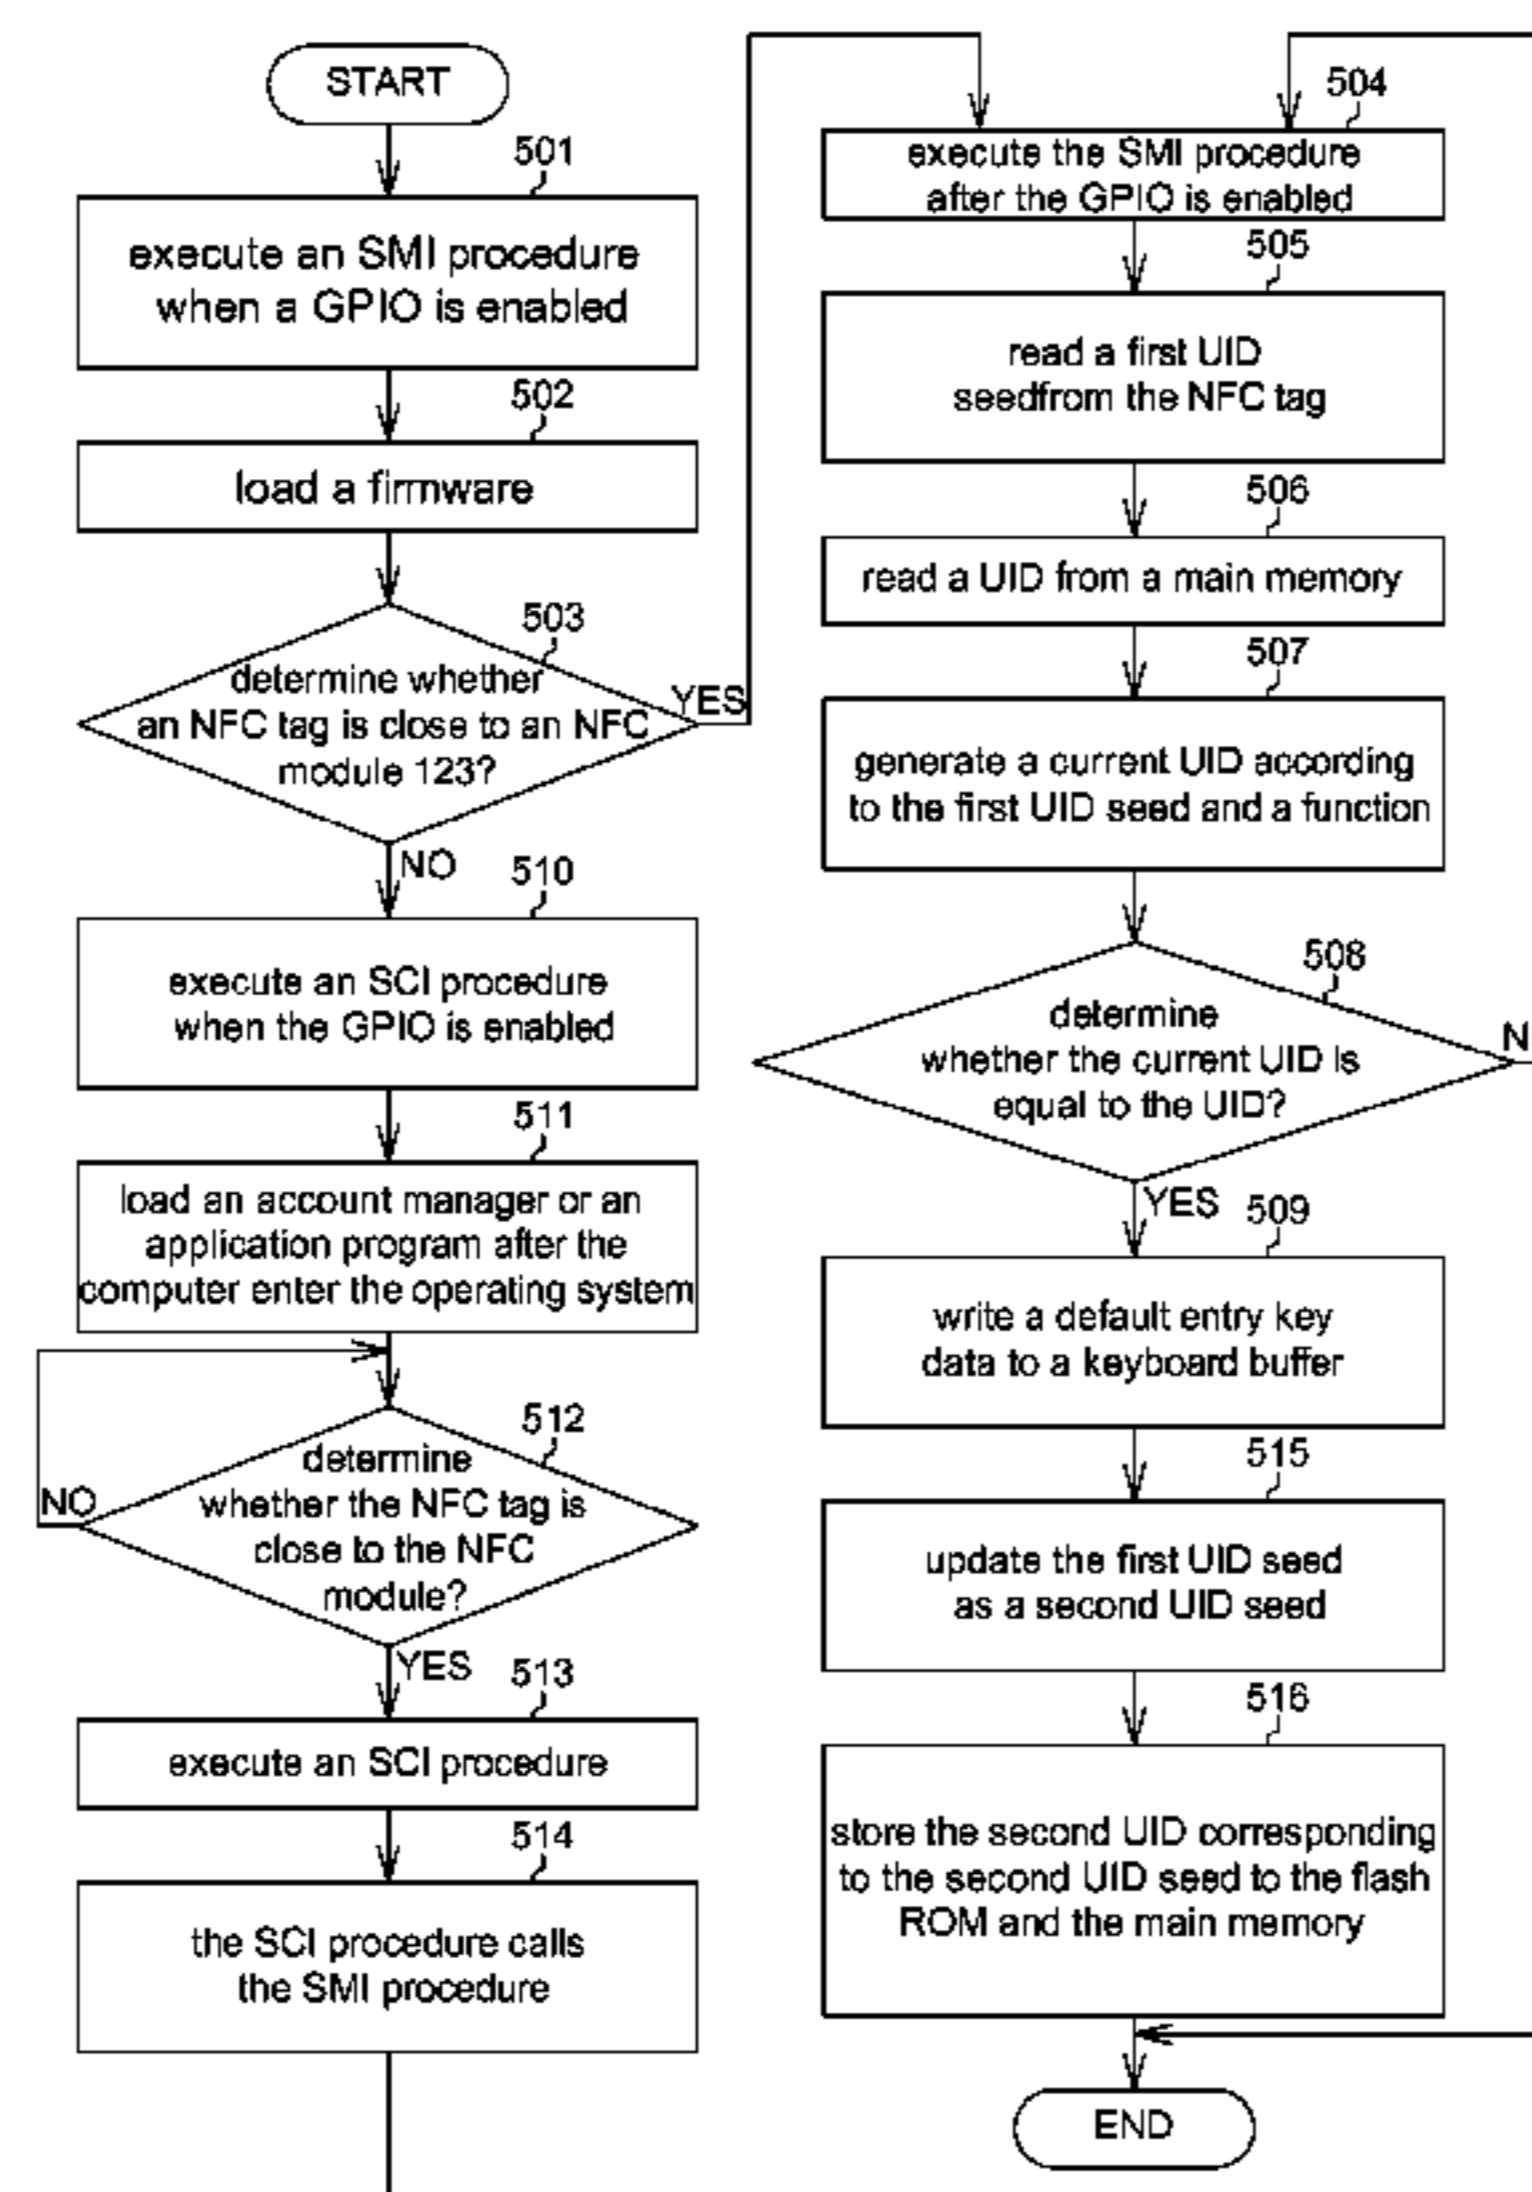 START
501
execute an SMI procedure
when a GPIO is enabled
502
load a firmware
503
determine whether
an NFC tag is close to an NFC
module 123?
YES
NO
510
execute an SCI procedure
when the GPIO is enabled
511
load an account manager or an
application program after the
computer enter the operating system
512
determine
whether the NFC tag is
close to the NFC
module?
NO
YES
513
execute an SCI procedure
514
the SCI procedure calls
the SMI procedure
504
execute the SMI procedure
after the GPIO is enabled
505
read a first UID
seedfrom the NFC tag
506
read a UID from a main memory
507
generate a current UID according
to the first UID seed and a function
508
determine
whether the current UID is
equal to the UID?
N
YES
509
write a default entry key
data to a keyboard buffer
515
update the first UID seed
as a second UID seed
516
store the second UID corresponding
to the second UID seed to the flash
ROM and the main memory
END